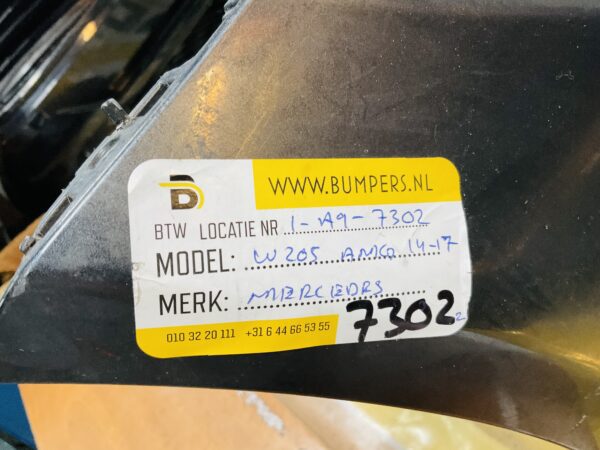 B
WWW.BUMPERS.NL
BTW LOCATIE NR 1-A9-7302
MODEL: W205 AMG 14-17
MERK: MERCEDES
7302 2
010 32 20 111 +31 6 44 66 53 55